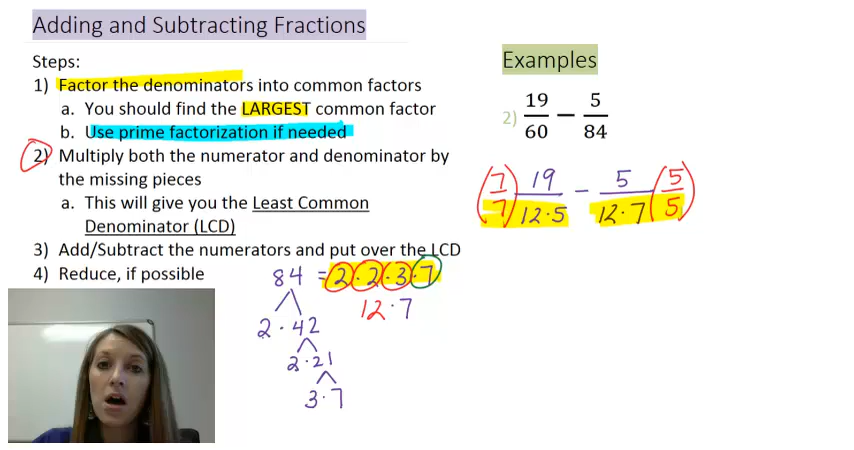 Adding and Subtracting Fractions
Steps:
1) Factor the denominators into common factors
a. You should find the LARGEST common factor
b. Use prime factorization if needed
2) Multiply both the numerator and denominator by
the missing pieces
a. This will give you the Least Common
Denominator (LCD)
3) Add/Subtract the numerators and put over the LCD
4) Reduce, if possible
84 = 2 · 2 · 3 · 7
12 · 7
2 · 42
2 · 21
3 · 7
Examples
2) 19/60 − 5/84
(7/7) 19/12·5 − 5/12·7 (5/5)